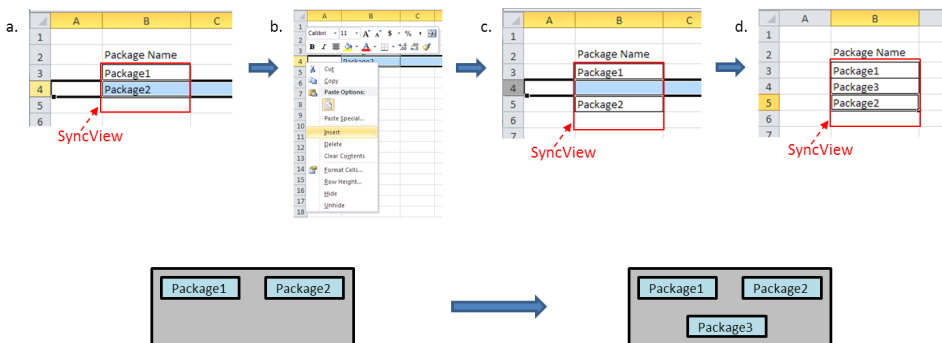 a.
A B C
1
2 Package Name
3 Package1
4 Package2
5
6
SyncView
b.
A B C
1
Calibri 11 A A $ % ,
2
3 B I A
4 Package2
5 Cut
6 Copy
7 Paste Options:
8
9 Paste Special...
10
11 Insert
12 Delete
13 Clear Contents
14 Format Cells...
15 Row Height...
16 Hide
17 Unhide
18
c.
A B C
1
2 Package Name
3 Package1
4
5 Package2
6
7
SyncView
d.
A B
1
2 Package Name
3 Package1
4 Package3
5 Package2
6
7
SyncView
Package1 Package2
Package1 Package2
Package3